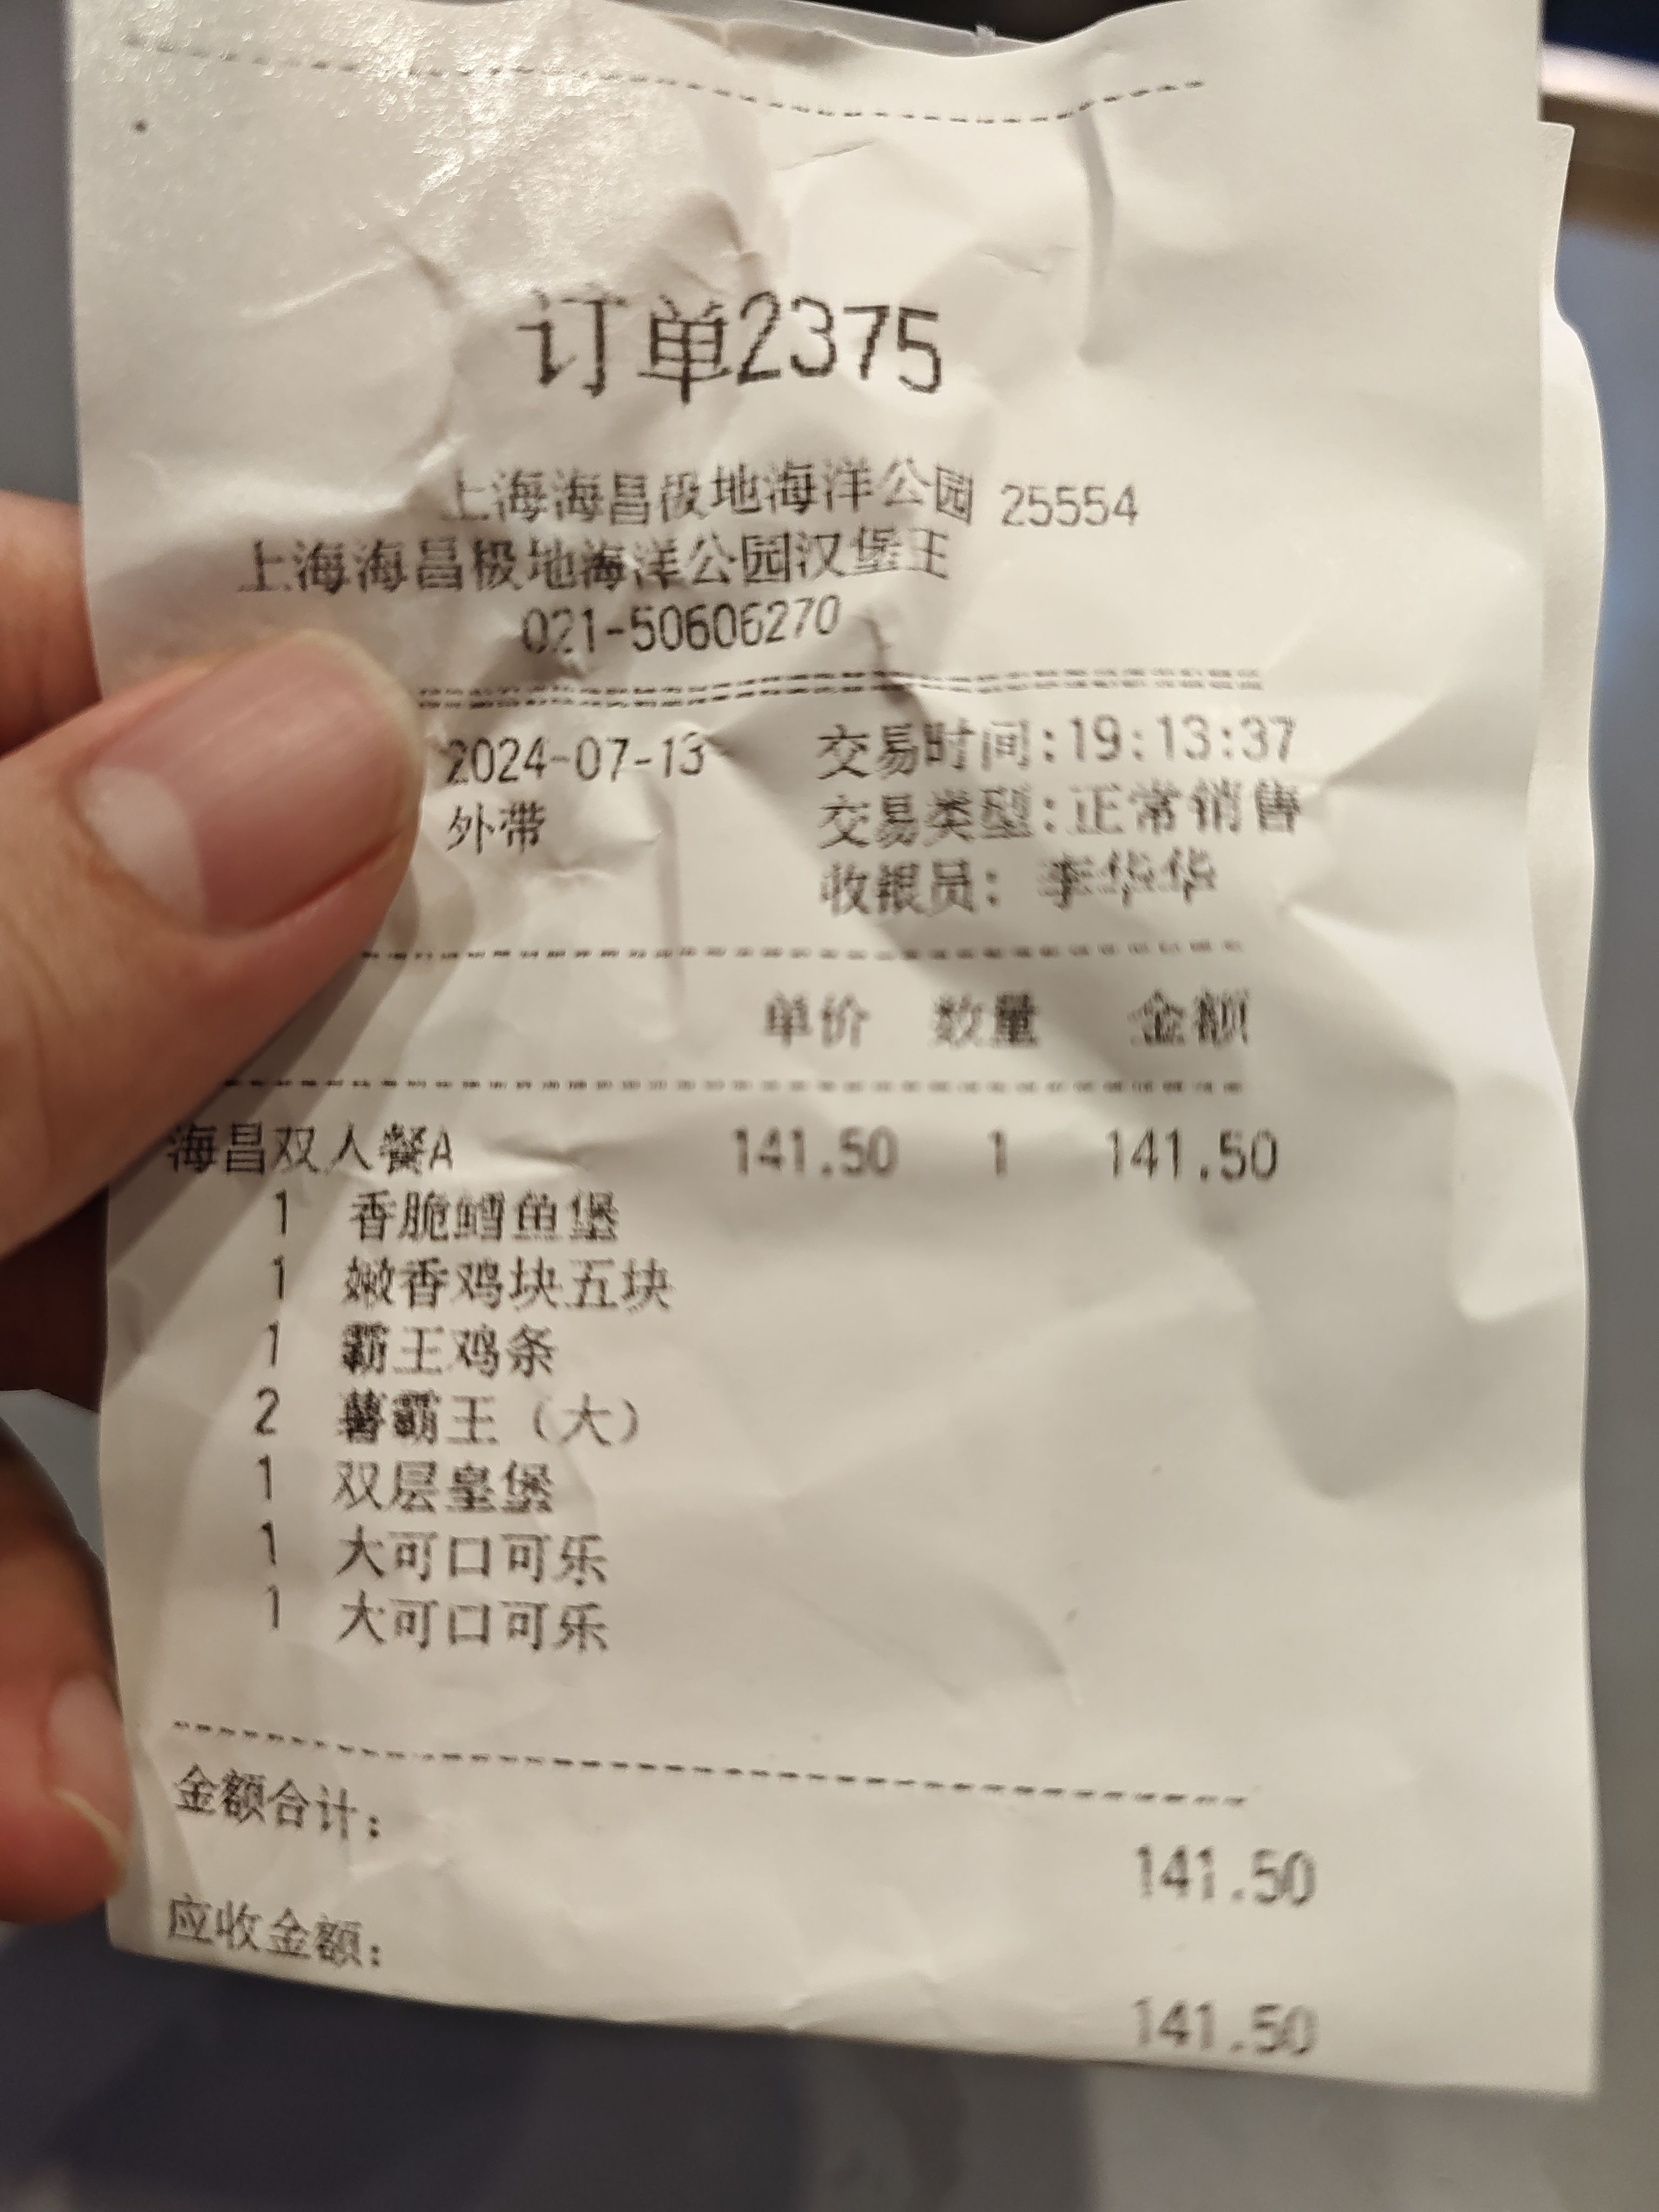 订单2375
上海海昌极地海洋公园 25554
上海海昌极地海洋公园汉堡王
021-50606270
2024-07-13 交易时间:19:13:37
外带 交易类型:正常销售
收银员: 李华华
单价 数量 金额
海昌双人餐A 141.50 1 141.50
1 香脆鳕鱼堡
1 嫩香鸡块五块
1 霸王鸡条
2 薯霸王（大）
1 双层皇堡
1 大可口可乐
1 大可口可乐
金额合计:
141.50
应收金额:
141.50